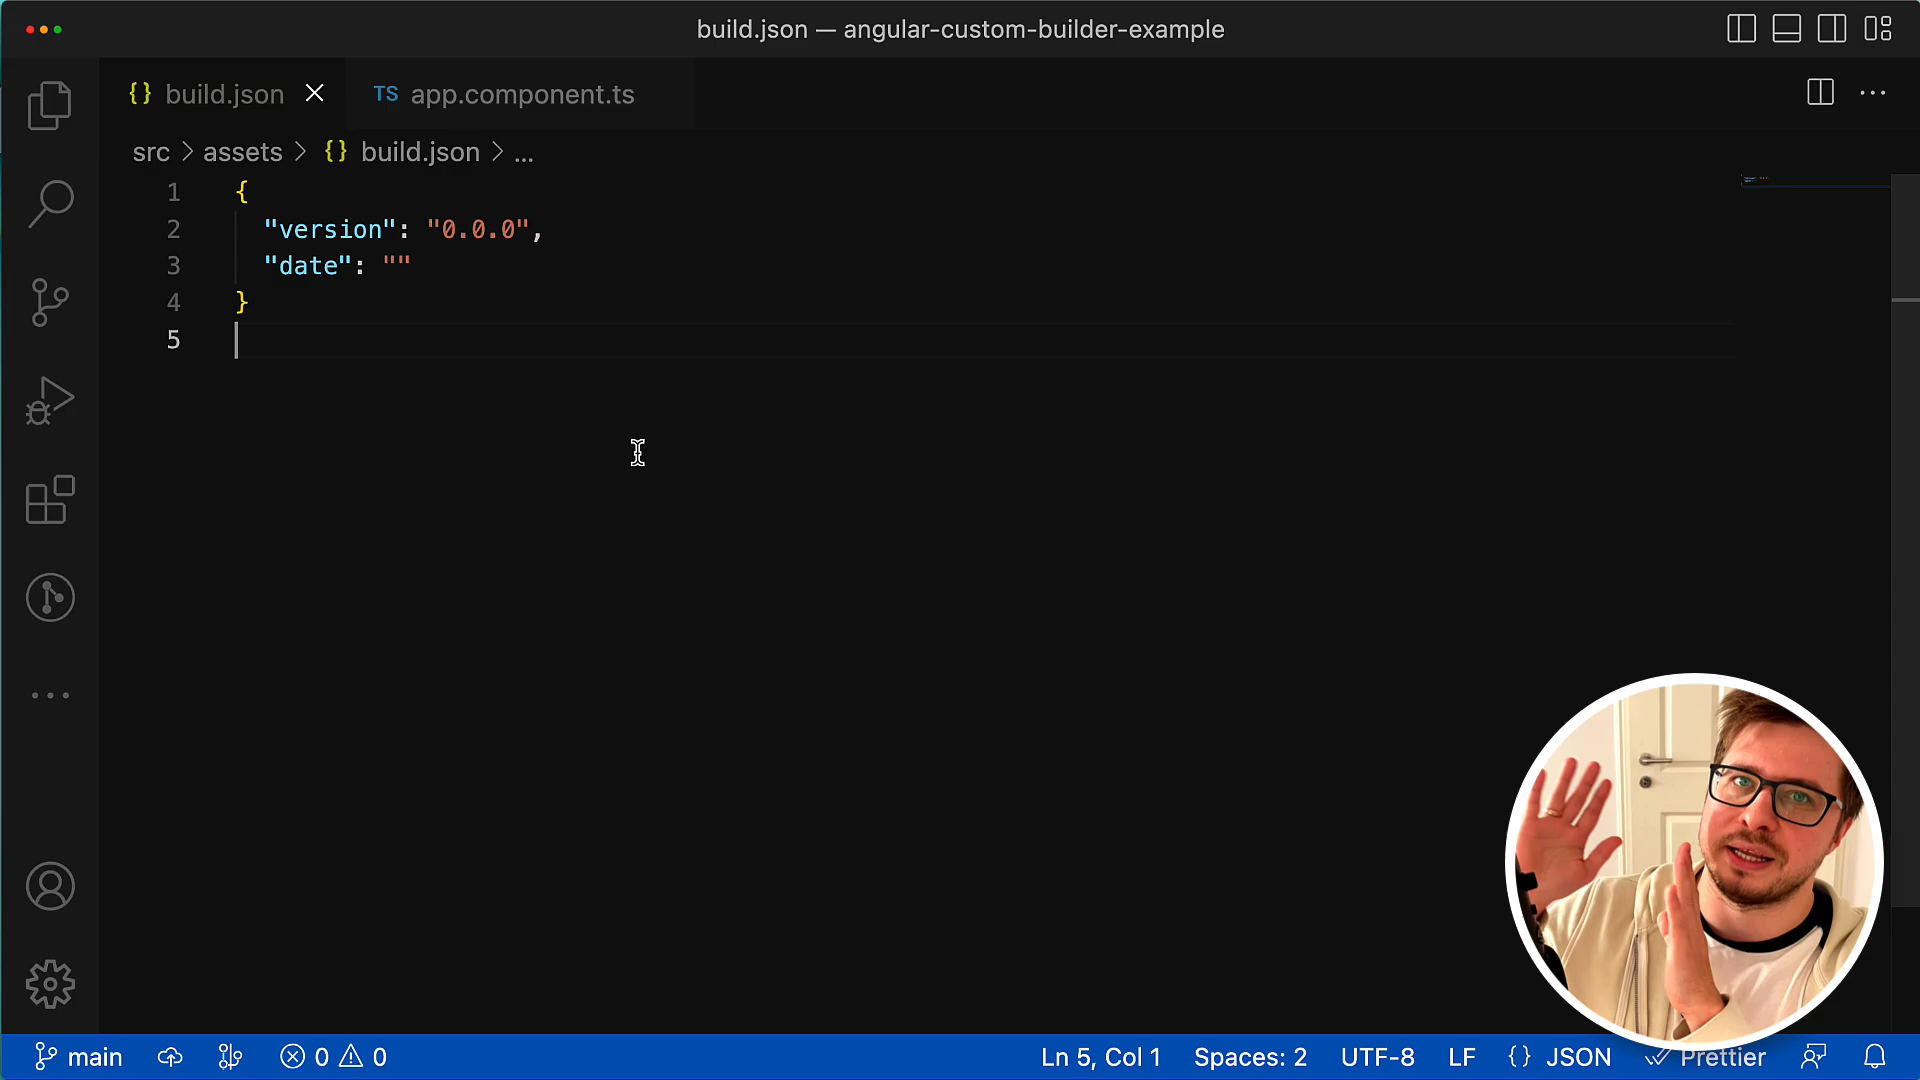 build.json — angular-custom-builder-example
{} build.json TS app.component.ts
src > assets > {} build.json > ...
1 {
2 "version": "0.0.0",
3 "date": ""
4 }
5
main 0 0 Ln 5, Col 1 Spaces: 2 UTF-8 LF {} JSON Prettier